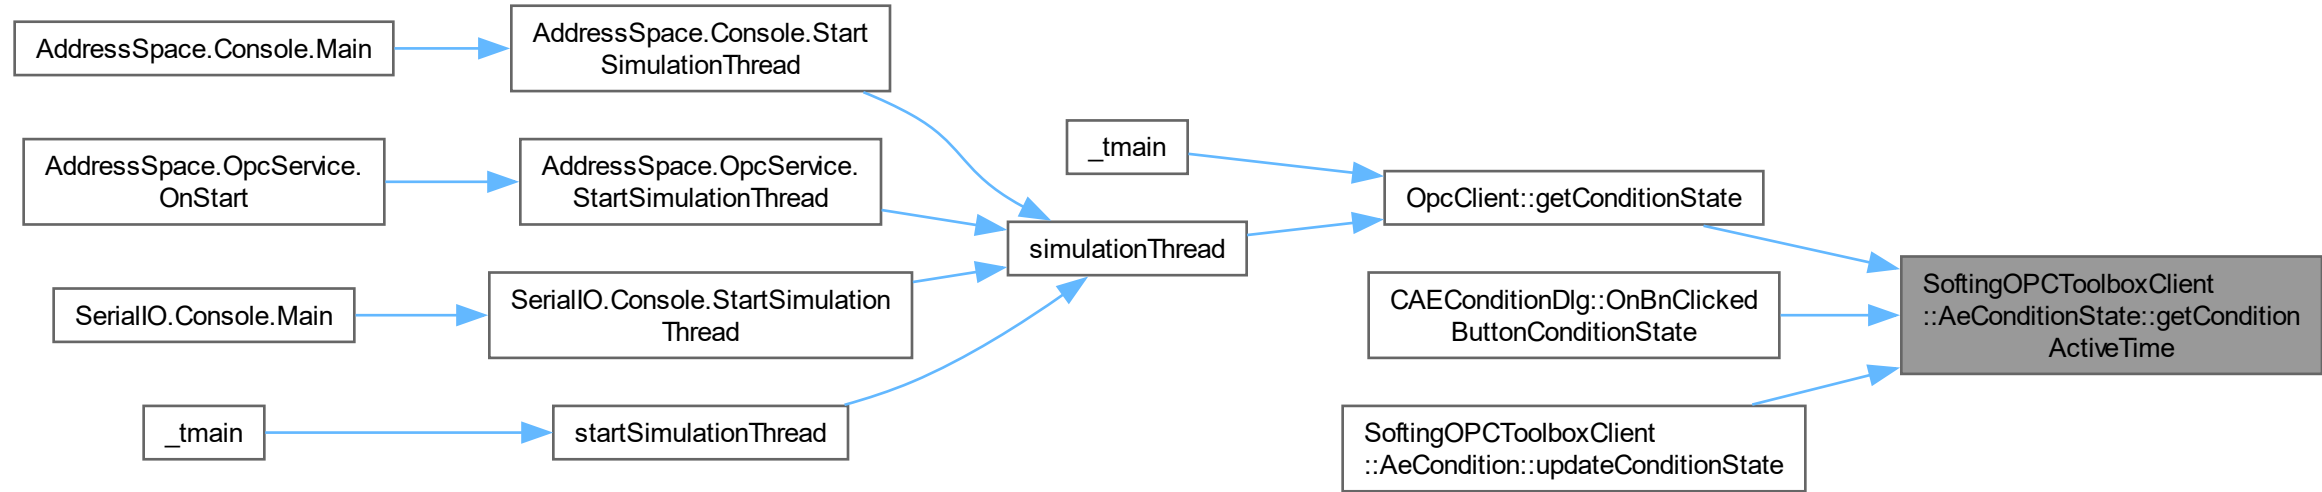 AddressSpace.Console.Main
AddressSpace.Console.Start
SimulationThread
AddressSpace.OpcService.
OnStart
AddressSpace.OpcService.
StartSimulationThread
SerialIO.Console.Main
SerialIO.Console.StartSimulation
Thread
_tmain
startSimulationThread
simulationThread
_tmain
OpcClient::getConditionState
CAEConditionDlg::OnBnClicked
ButtonConditionState
SoftingOPCToolboxClient
::AeCondition::updateConditionState
SoftingOPCToolboxClient
::AeConditionState::getCondition
ActiveTime